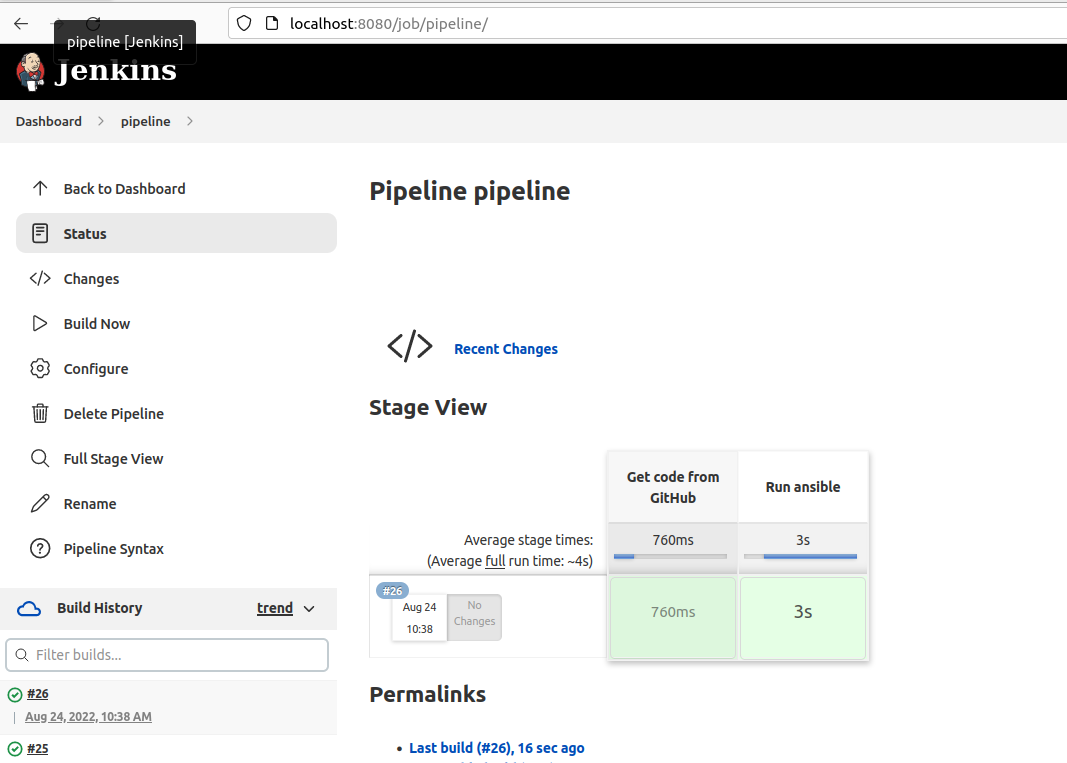 localhost:8080/job/pipeline/
pipeline [Jenkins]
Jenkins
Dashboard
pipeline
Back to Dashboard
Status
Changes
Build Now
Configure
Delete Pipeline
Full Stage View
Rename
Pipeline Syntax
Build History
trend
Filter builds...
#26
Aug 24, 2022, 10:38 AM
#25
Pipeline pipeline
Recent Changes
Stage View
Get code from
GitHub
Run ansible
Average stage times:
(Average full run time: ~4s)
760ms
3s
#26
Aug 24
10:38
No
Changes
760ms
3s
Permalinks
Last build (#26), 16 sec ago